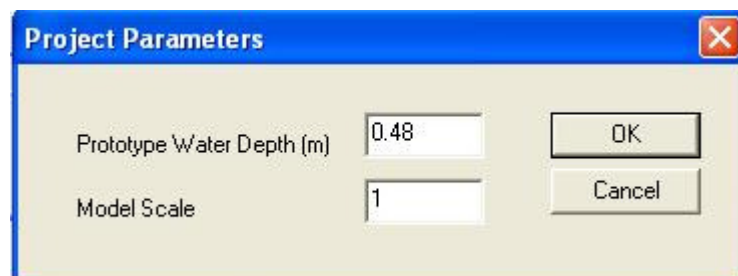 Project Parameters
Prototype Water Depth (m) 0.48 OK
Model Scale 1 Cancel